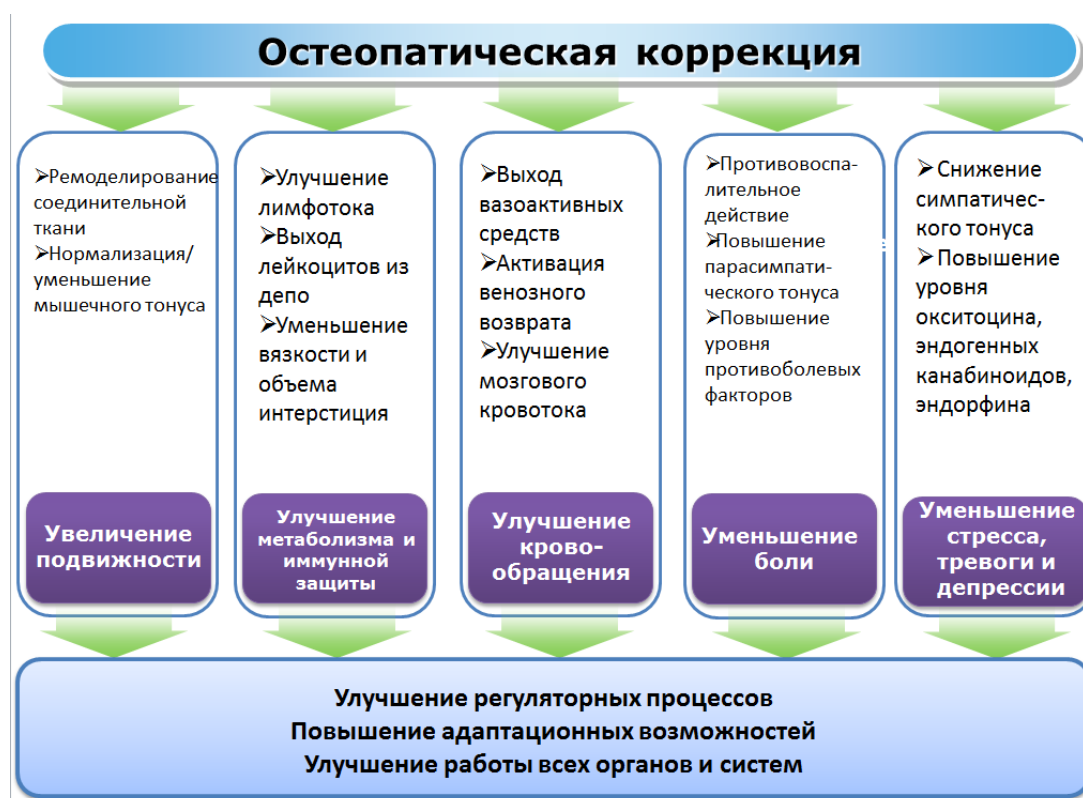 Остеопатическая коррекция
➢Ремоделирование
соединительной
ткани
➢Нормализация/
уменьшение
мышечного тонуса
Увеличение
подвижности
➢Улучшение
лимфотока
➢Выход
лейкоцитов из
депо
➢Уменьшение
вязкости и
объема
интерстиция
Улучшение
метаболизма и
иммунной
защиты
➢Выход
вазоактивных
средств
➢Активация
венозного
возврата
➢Улучшение
мозгового
кровотока
Улучшение
крово-
обращения
➢Противовоспа-
лительное
действие
➢Повышение
парасимпати-
ческого тонуса
➢Повышение
уровня
противоболевых
факторов
Уменьшение
боли
➢ Снижение
симпатичес-
кого тонуса
➢ Повышение
уровня
окситоцина,
эндогенных
канабиноидов,
эндорфина
Уменьшение
стресса,
тревоги и
депрессии
Улучшение регуляторных процессов
Повышение адаптационных возможностей
Улучшение работы всех органов и систем